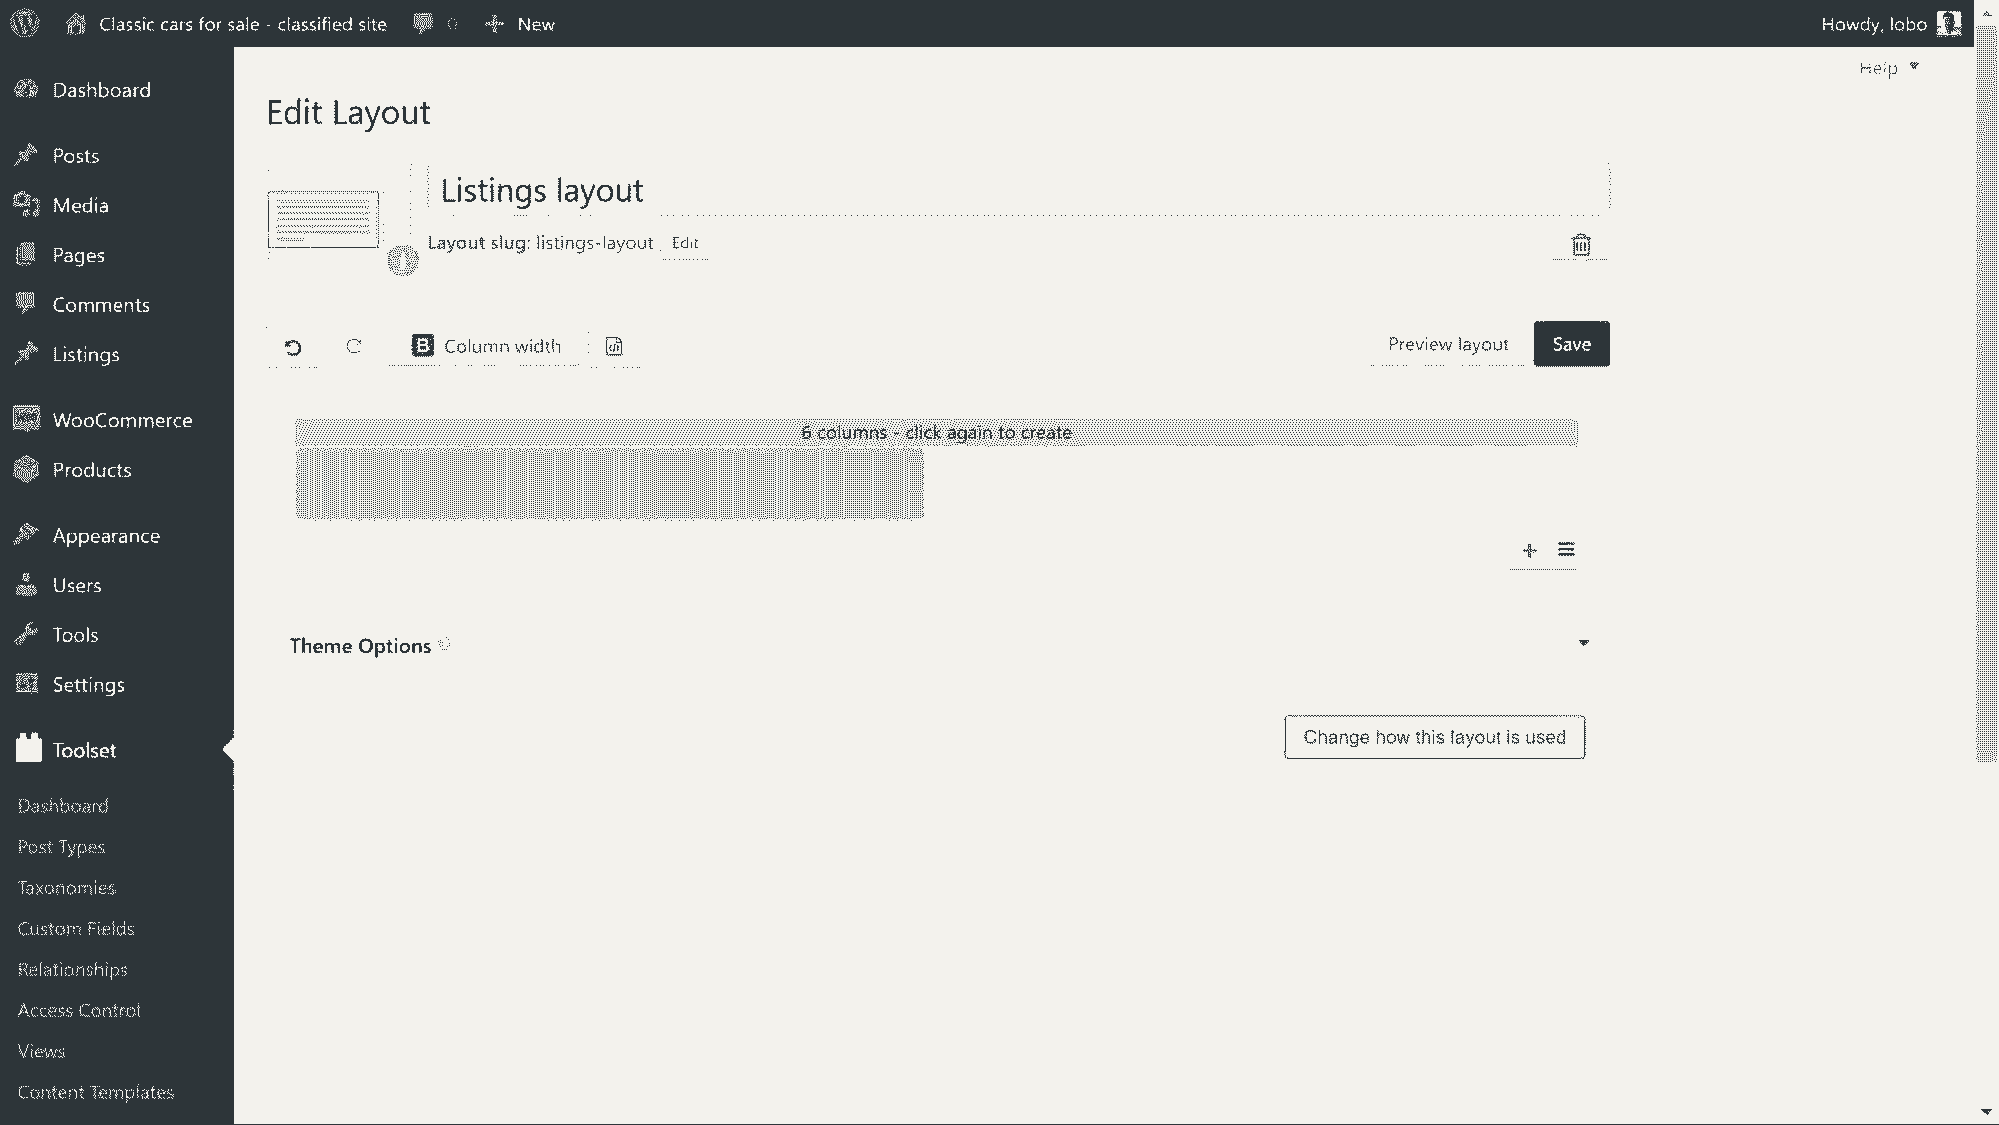 Classic cars for sale - classified site 0 New Howdy, lobo
Help
Dashboard
Posts
Media
Pages
Comments
Listings
WooCommerce
Products
Appearance
Users
Tools
Settings
Toolset
Dashboard
Post Types
Taxonomies
Custom Fields
Relationships
Access Control
Views
Content Templates
Edit Layout
Listings layout
Layout slug: listings-layout Edit
B Column width Preview layout Save
6 columns - click again to create
Theme Options
Change how this layout is used